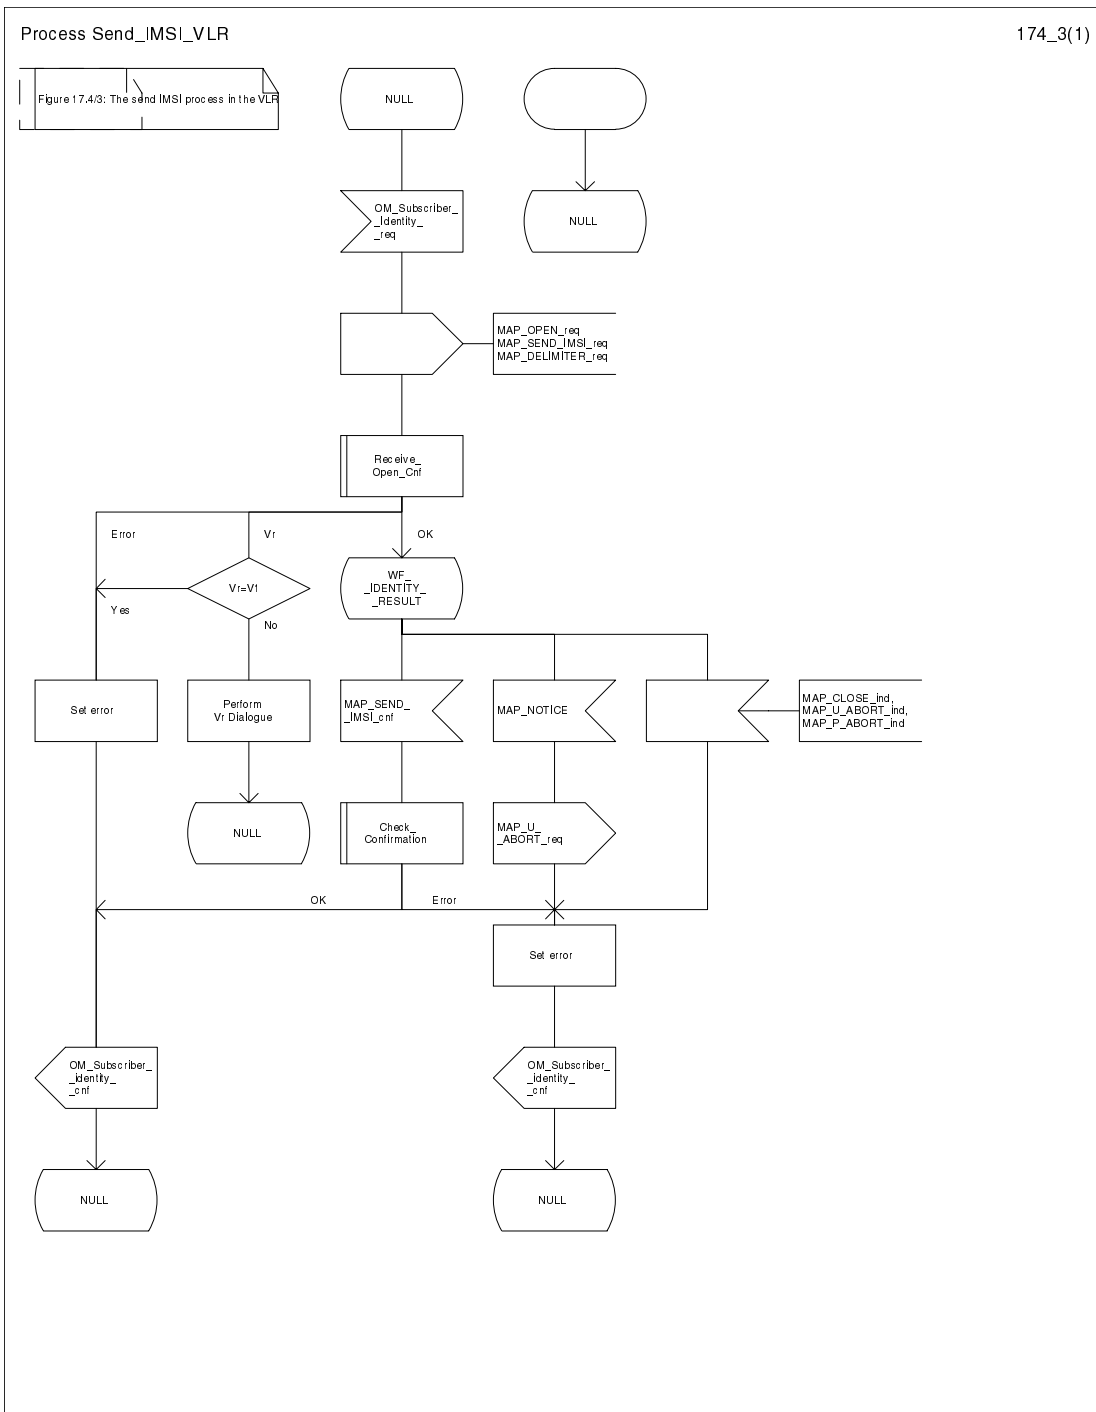 Process Send_IMSI_VLR
174_3(1)
Figure 17.4/3: The send IMSI process in the VLR
NULL
OM_Subscriber_
_Identity_
_req
NULL
MAP_OPEN_req
MAP_SEND_IMSI_req
MAP_DELIMITER_req
Receive_
Open_Cnf
Error
Vr
OK
Vr=V1
WF_
_IDENTITY_
_RESULT
Yes
No
Set error
Perform
Vr Dialogue
MAP_SEND_
_IMSI_cnf
MAP_NOTICE
MAP_CLOSE_ind,
MAP_U_ABORT_ind,
MAP_P_ABORT_ind
NULL
Check_
Confirmation
MAP_U_
_ABORT_req
OK
Error
Set error
OM_Subscriber_
_identity_
_cnf
OM_Subscriber_
_identity_
_cnf
NULL
NULL